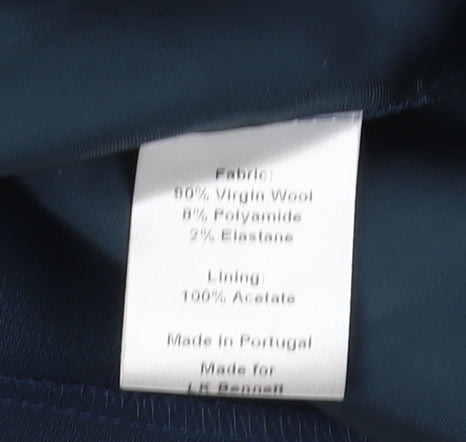 Fabric:
90% Virgin Wool
8% Polyamide
2% Elastane
Lining:
100% Acetate
Made in Portugal
Made for
LK Bennett